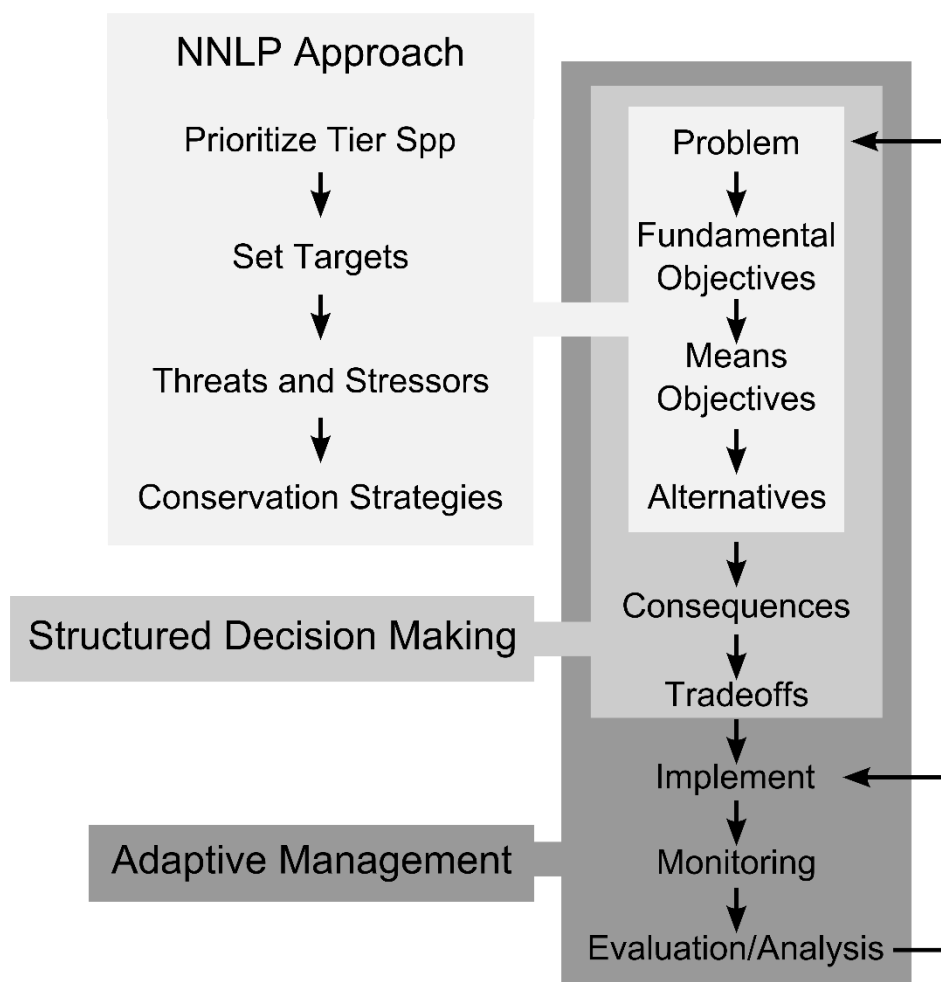 NNLP Approach
Prioritize Tier Spp
Set Targets
Threats and Stressors
Conservation Strategies
Structured Decision Making
Adaptive Management
Problem
Fundamental
Objectives
Means
Objectives
Alternatives
Consequences
Tradeoffs
Implement
Monitoring
Evaluation/Analysis